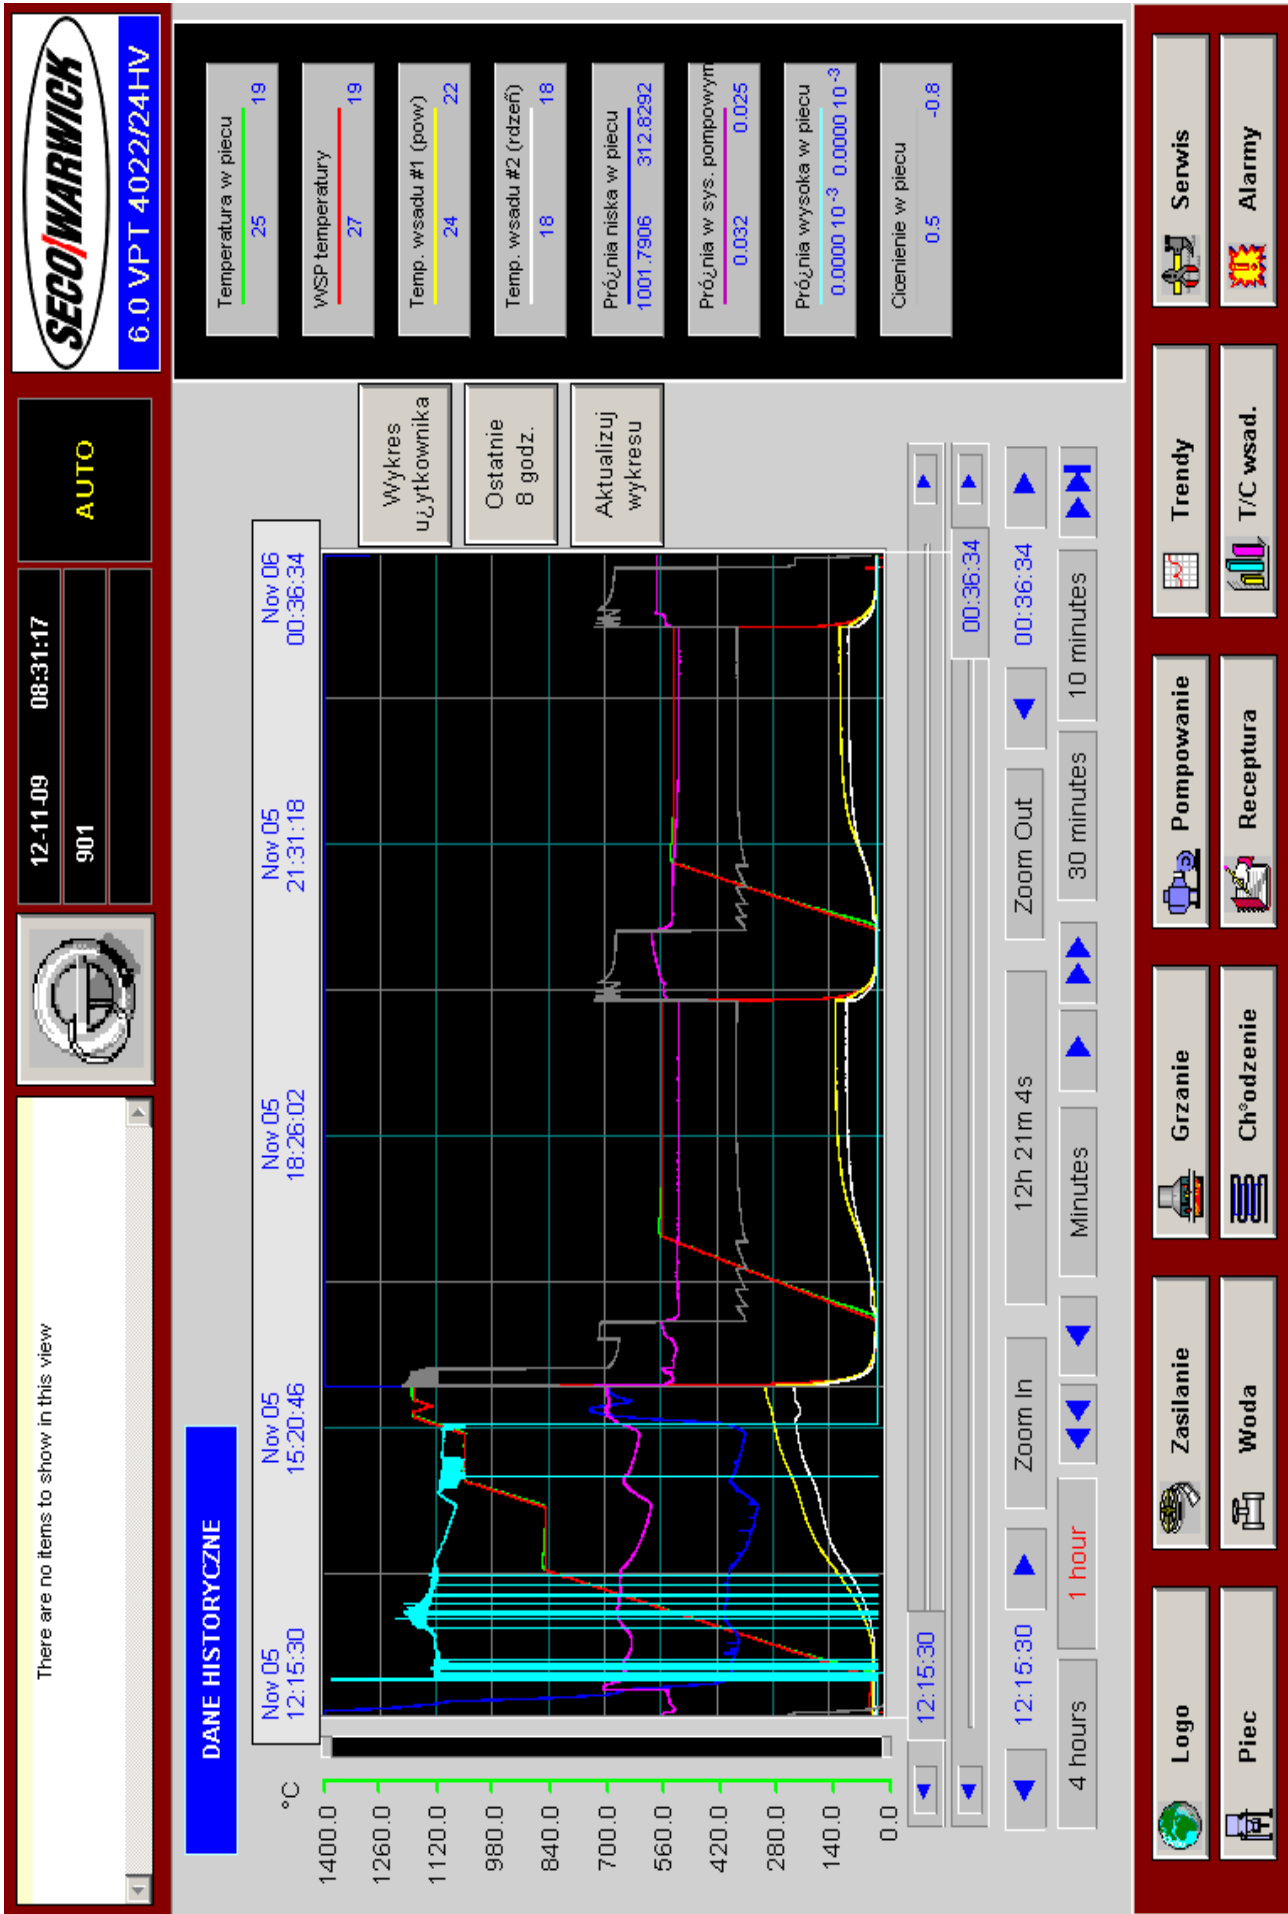 There are no items to show in this view
12-11-09 08:31:17
901
AUTO
SECO/WARWICK
6.0 VPT 4022/24HV
DANE HISTORYCZNE
Nov 05
12:15:30
Nov 05
15:20:46
Nov 05
18:26:02
Nov 05
21:31:18
Nov 06
00:36:34
°C
1400.0
1260.0
1120.0
980.0
840.0
700.0
560.0
420.0
280.0
140.0
0.0
Wykres
u¿ytkownika
Ostatnie
8 godz.
Aktualizuj
wykresu
Temperatura w piecu
25 19
WSP temperatury
27 19
Temp. wsadu #1 (pow)
24 22
Temp. wsadu #2 (rdzeñ)
18 18
Pró¿nia niska w piecu
1001.7906 312.8292
Pró¿nia w sys. pompowym
0.032 0.025
Pró¿nia wysoka w piecu
0.0000 10-3 0.0000 10-3
Cioenienie w piecu
0.5 -0.8
12:15:30
00:36:34
12:15:30 Zoom In 12h 21m 4s Zoom Out 00:36:34
4 hours 1 hour Minutes 30 minutes 10 minutes
Logo Zasilanie Grzanie Pompowanie Trendy Serwis
Piec Woda Ch³odzenie Receptura T/C wsad. Alarmy